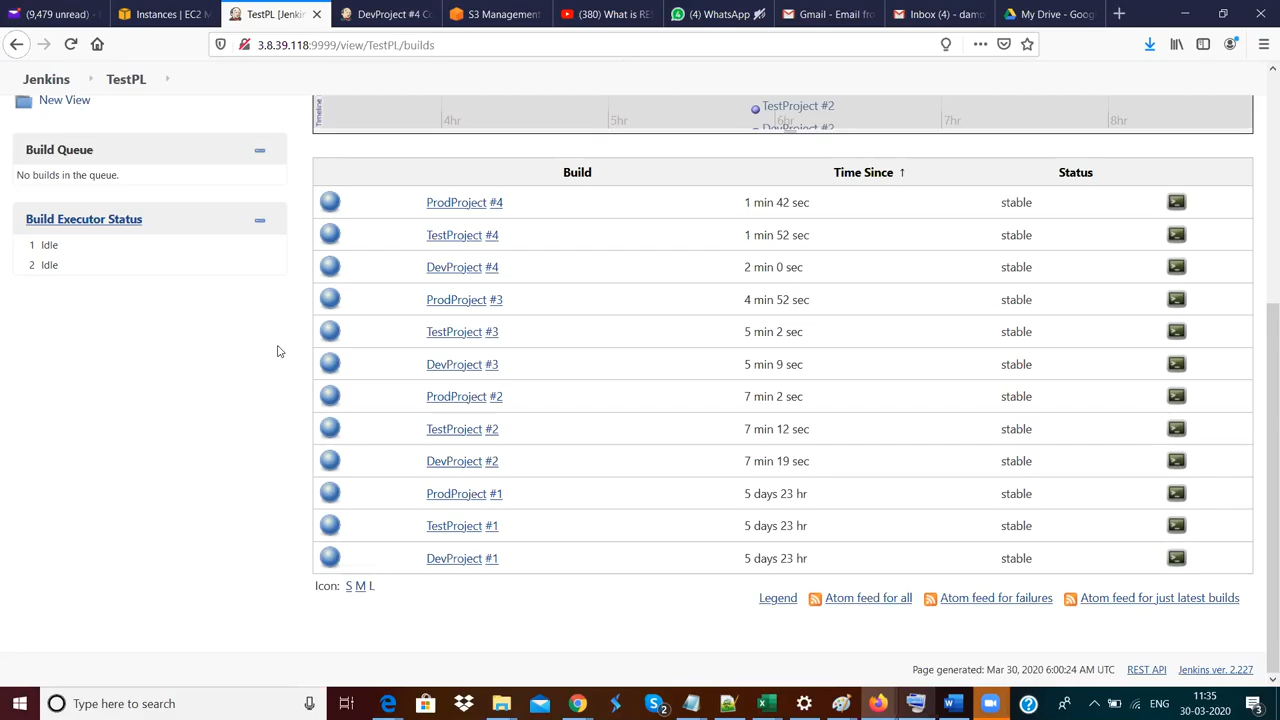 (9,479 unread)
Instances | EC2 M
TestPL [Jenkin
DevProject #4 Co
S3 Management
(380) What is RE
(4) WhatsApp
Gmail - Email fro
Drive - Goog
3.8.39.118:9999/view/TestPL/builds
Jenkins
TestPL
New View
Timeline
TestProject #2
DevProject #2
4hr
5hr
6hr
7hr
8hr
Build Queue
No builds in the queue.
Build Executor Status
1 Idle
2 Idle
Build Time Since ↑ Status
ProdProject #4 1 min 42 sec stable
TestProject #4 1 min 52 sec stable
DevProject #4 2 min 0 sec stable
ProdProject #3 4 min 52 sec stable
TestProject #3 5 min 2 sec stable
DevProject #3 5 min 9 sec stable
ProdProject #2 7 min 2 sec stable
TestProject #2 7 min 12 sec stable
DevProject #2 7 min 19 sec stable
ProdProject #1 5 days 23 hr stable
TestProject #1 5 days 23 hr stable
DevProject #1 5 days 23 hr stable
Icon: S M L
Legend Atom feed for all Atom feed for failures Atom feed for just latest builds
Page generated: Mar 30, 2020 6:00:24 AM UTC REST API Jenkins ver. 2.227
Type here to search
2
ENG
11:35
30-03-2020
3